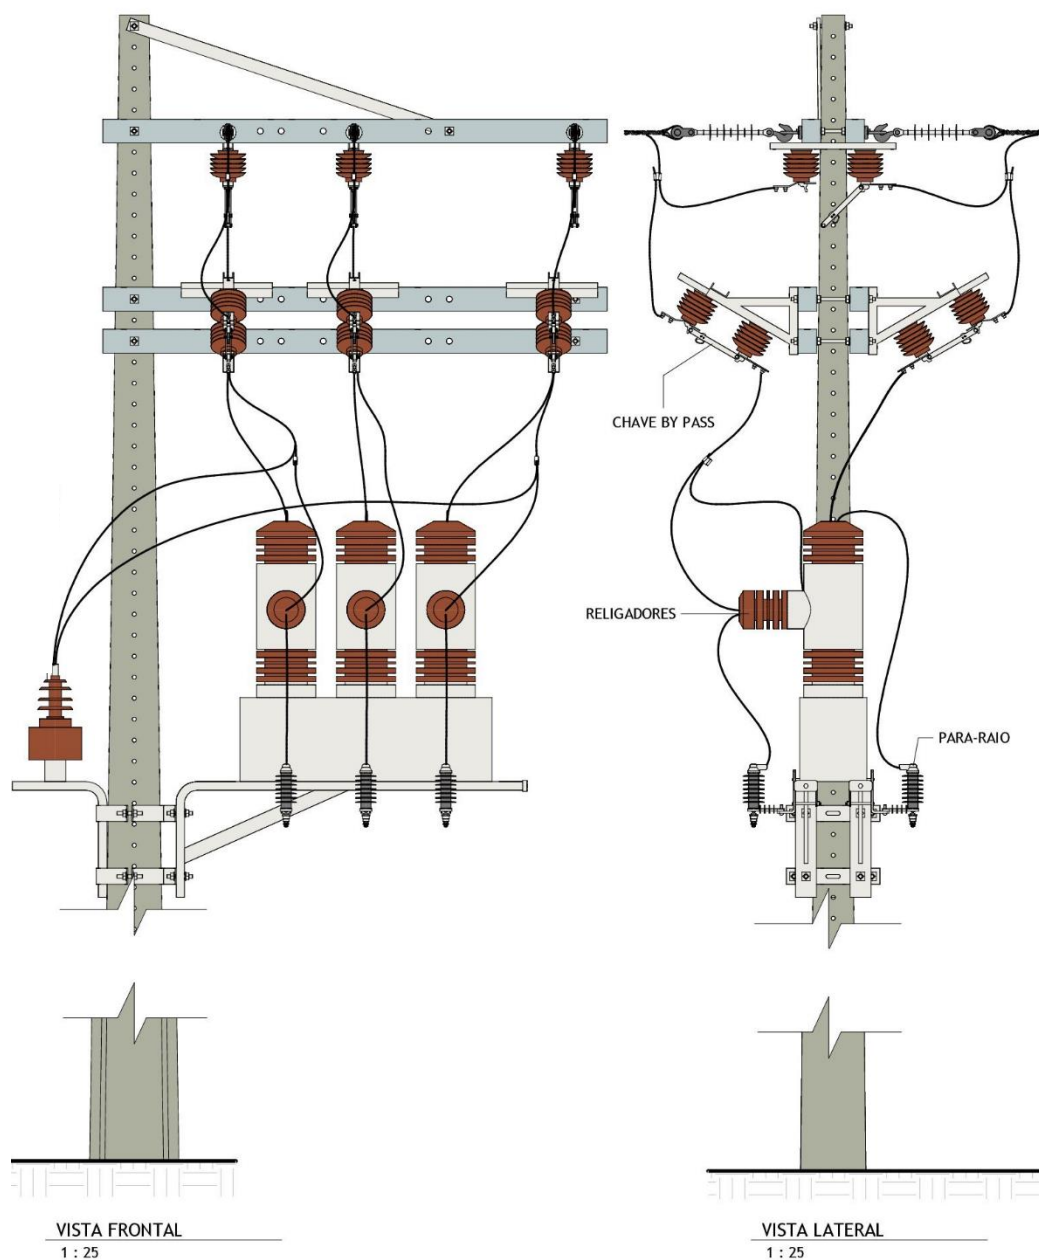 CHAVE BY PASS
RELIGADORES
PARA-RAIO
VISTA FRONTAL
1 : 25
VISTA LATERAL
1 : 25